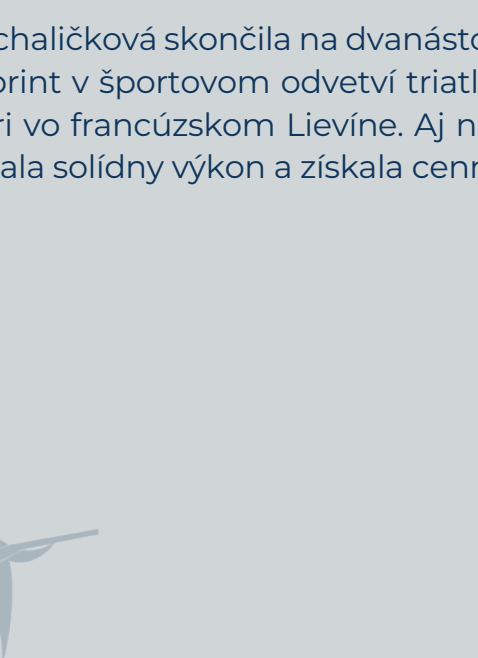 chaličková skončila na dvanásto
print v športovom odvetví triatl
ri vo francúzskom Lievíne. Aj n
ala solídny výkon a získala cenn